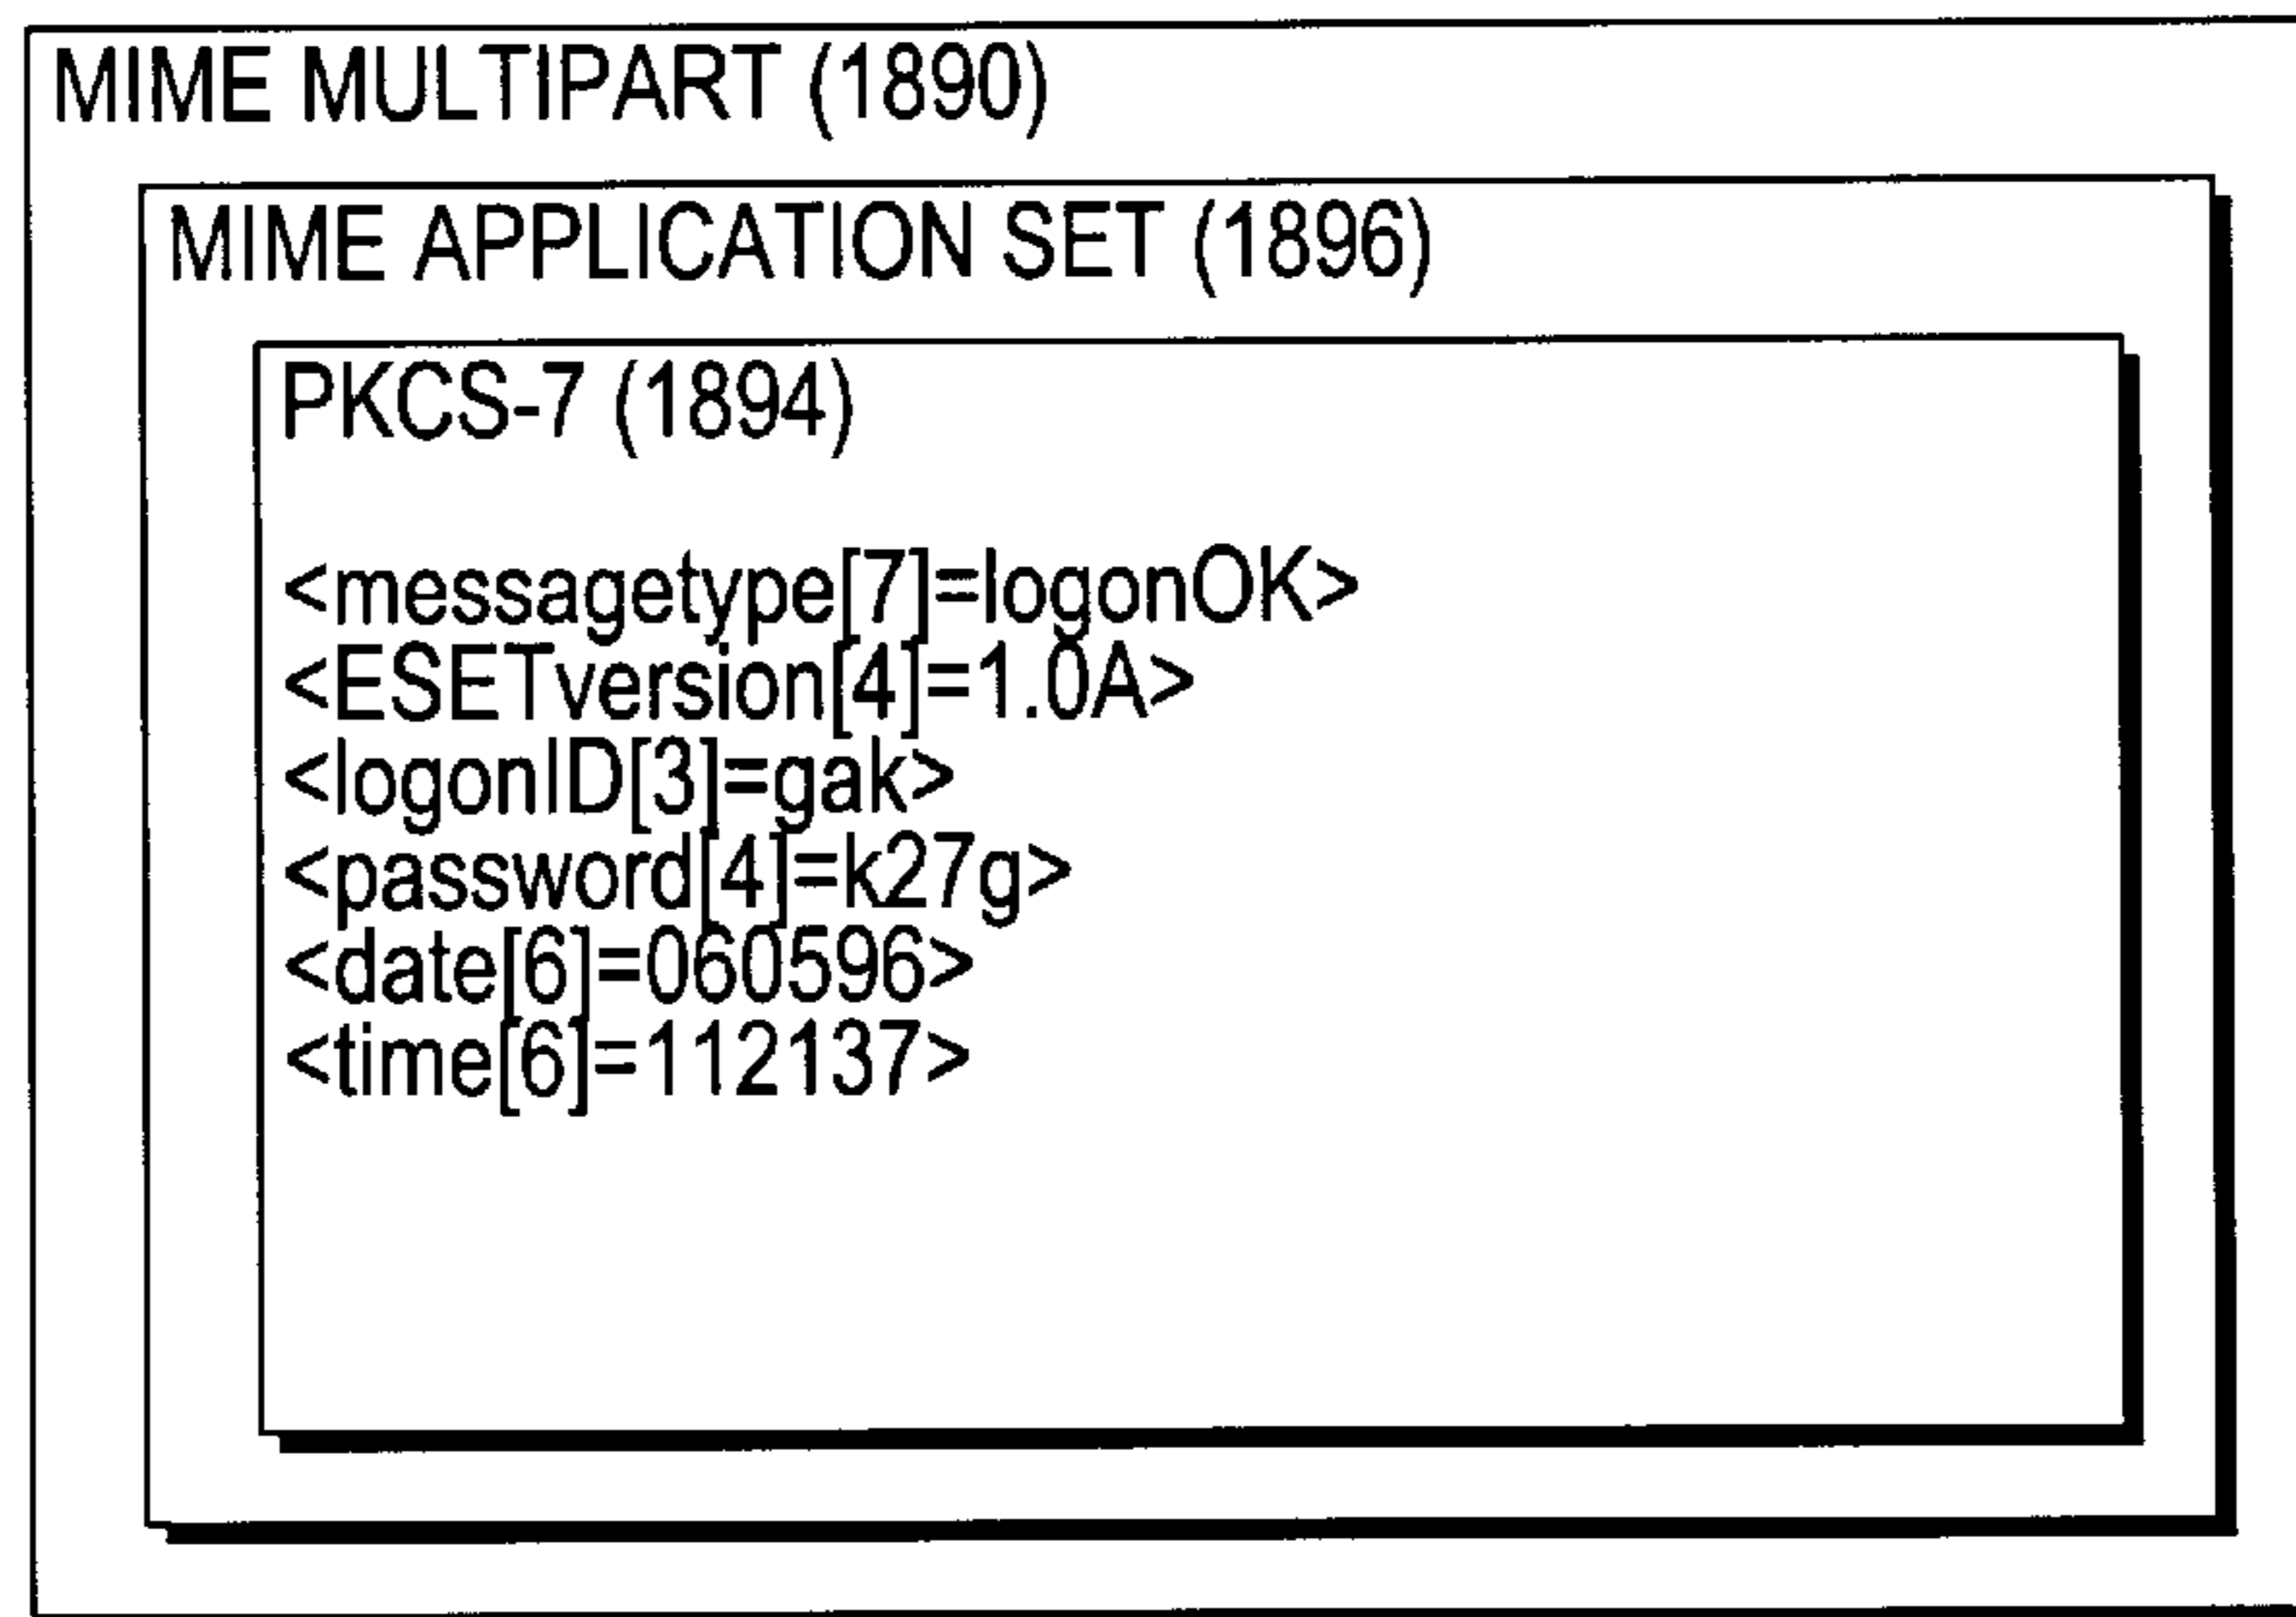 MIME MULTIPART (1890)
MIME APPLICATION SET (1896)
PKCS-7 (1894)
<messagetype[7]=logonOK>
<ESETversion[4]=1.0A>
<logonID[3]=gak>
<password[4]=k27g>
<date[6]=060596>
<time[6]=112137>